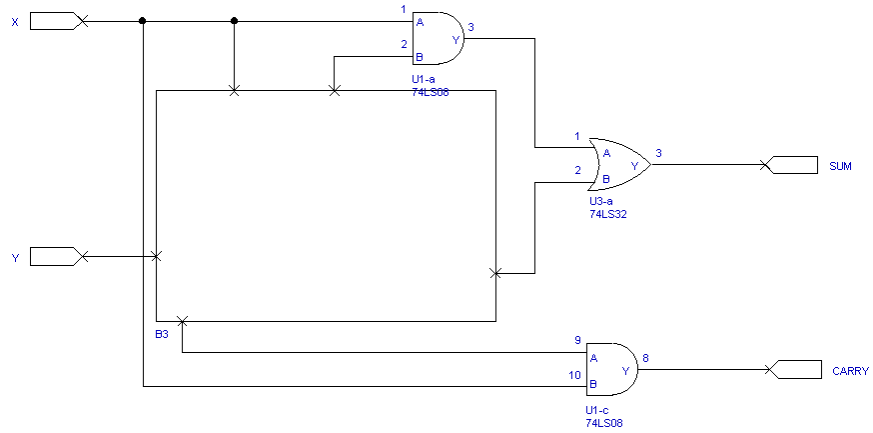 X
1
A
2
B
Y
3
U1-a
74LS08
1
A
2
B
Y
3
U3-a
74LS32
SUM
Y
B3
9
A
10
B
Y
8
U1-c
74LS08
CARRY